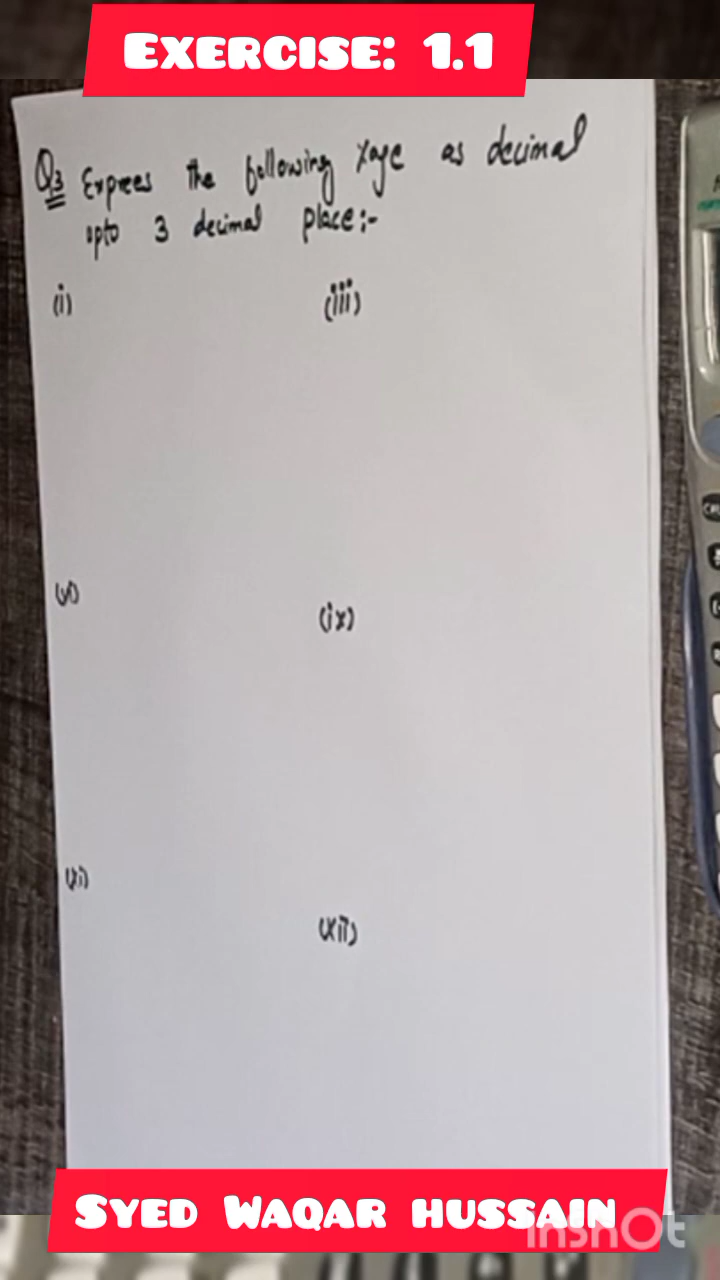 EXERCISE: 1.1
Q3 Exprees the following %age as decimal
upto 3 decimal place:-
(i) (iii)
(v)
(ix)
(xi)
(xii)
SYED WAQAR HUSSAIN
inshOt